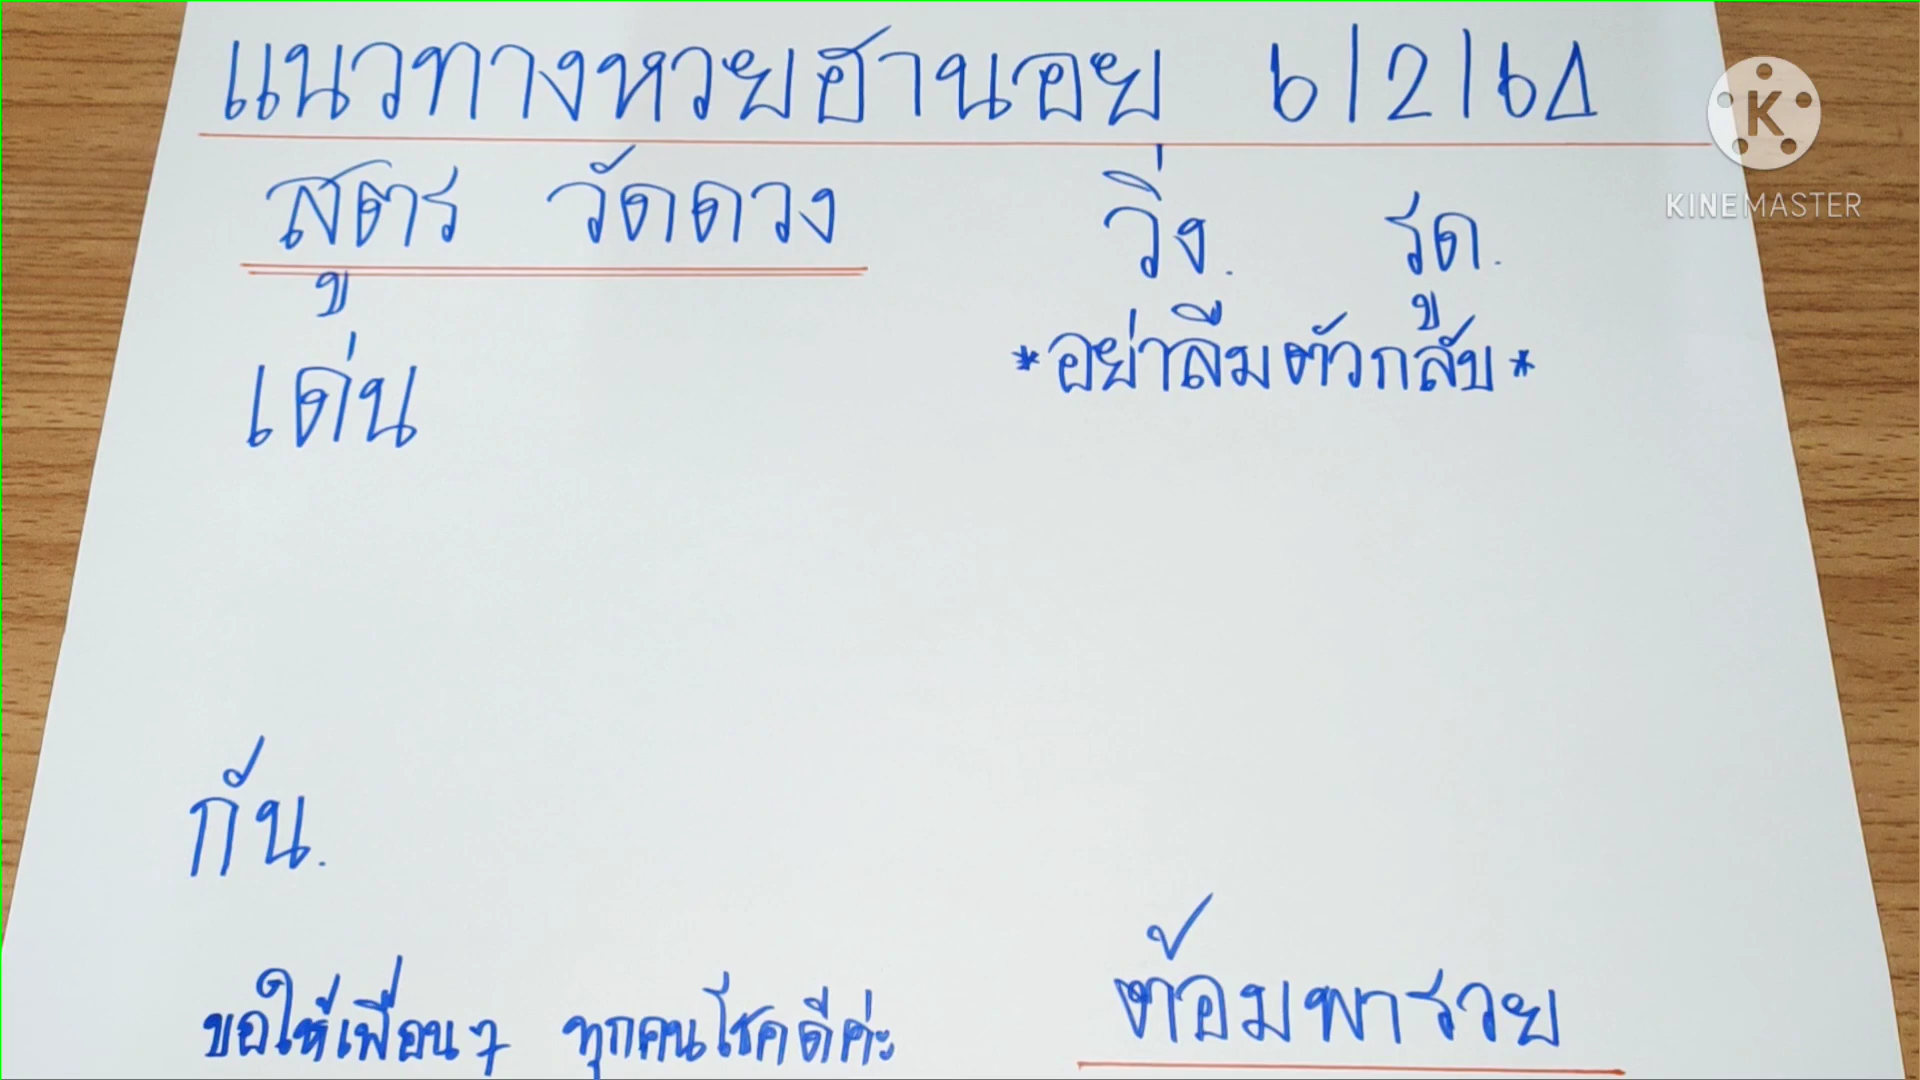 แนวทางหวยฮานอย 6/2/64
สูตร วัดดวง
วิ่ง. รูด.
*อย่าลืมตัวกลับ*
เด่น
กัน.
ขอให้เพื่อนๆ ทุกคนโชคดีค่ะ
ต้อมพารวย
K
KINEMASTER